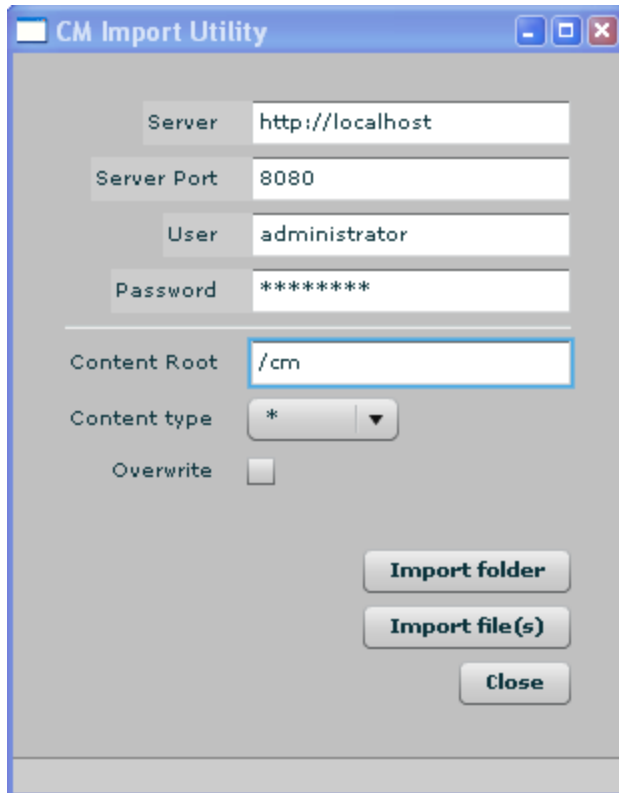 CM Import Utility
Server http://localhost
Server Port 8080
User administrator
Password ********
Content Root /cm
Content type *
Overwrite
Import folder
Import file(s)
Close